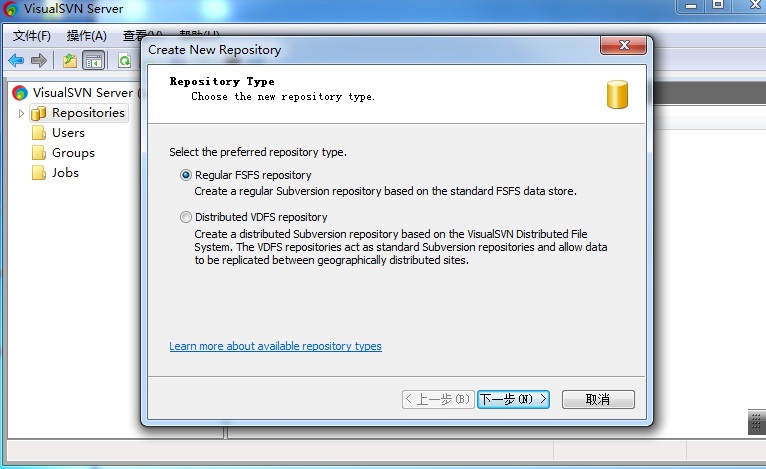 VisualSVN Server
文件(F) 操作(A) 查看(V) 帮助(H)
Create New Repository
Repository Type
Choose the new repository type.
VisualSVN Server (
Repositories
Users
Groups
Jobs
Select the preferred repository type.
Regular FSFS repository
Create a regular Subversion repository based on the standard FSFS data store.
Distributed VDFS repository
Create a distributed Subversion repository based on the VisualSVN Distributed File
System. The VDFS repositories act as standard Subversion repositories and allow data
to be replicated between geographically distributed sites.
Learn more about available repository types
< 上一步(B) 下一步(N) > 取消